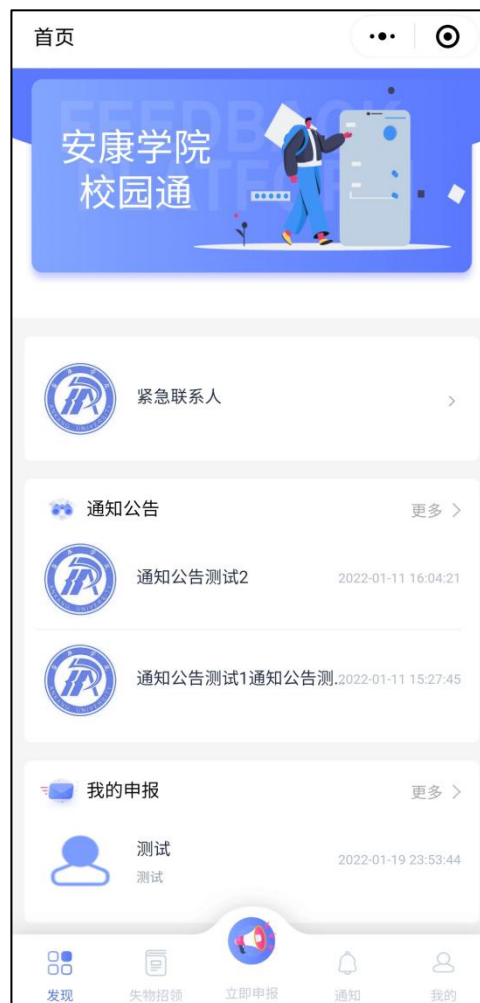 首页
FEEDBACK
PLATFORM
安康学院
校园通
紧急联系人
通知公告
更多
通知公告测试2
2022-01-11 16:04:21
通知公告测试1通知公告测..
2022-01-11 15:27:45
我的申报
更多
测试
2022-01-19 23:53:44
测试
发现
失物招领
立即申报
通知
我的